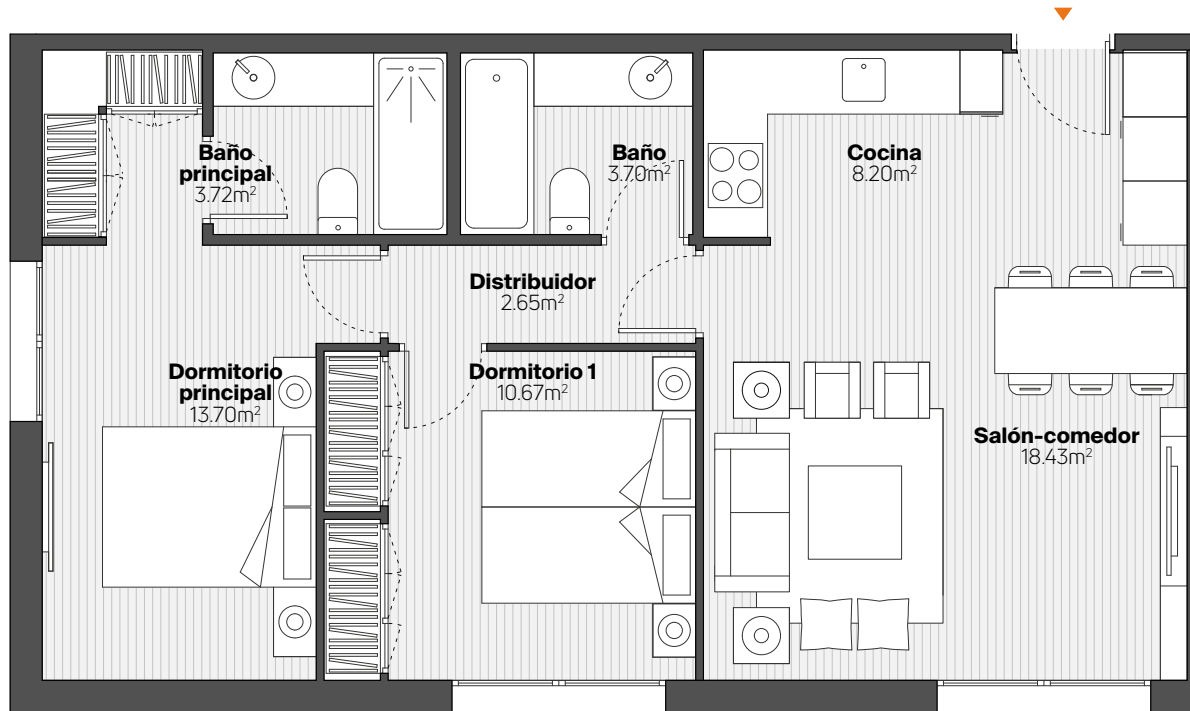 Baño
principal
3.72m²
Baño
3.70m²
Cocina
8.20m²
Distribuidor
2.65m²
Dormitorio
principal
13.70m²
Dormitorio 1
10.67m²
Salón-comedor
18.43m²